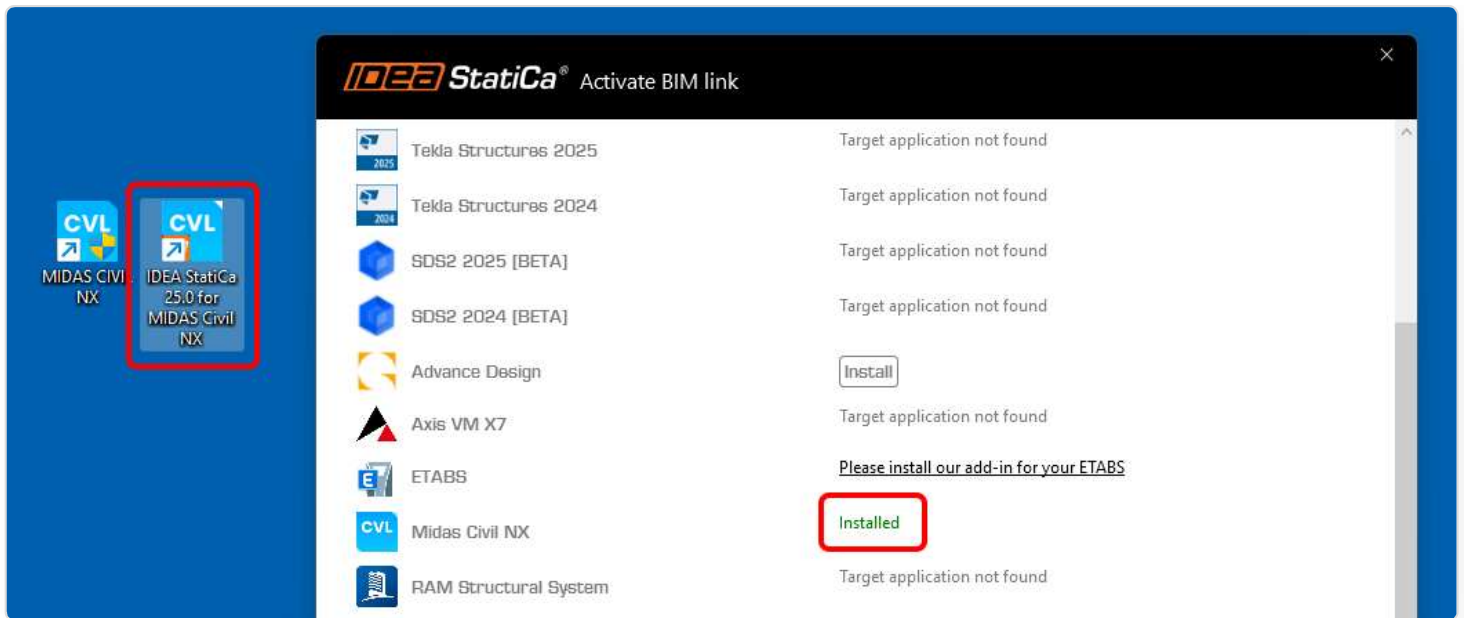 IDEA StatiCa® Activate BIM link
2025
Tekla Structures 2025
Target application not found
2024
Tekla Structures 2024
Target application not found
SDS2 2025 [BETA]
Target application not found
SDS2 2024 [BETA]
Target application not found
Advance Design
Install
Axis VM X7
Target application not found
E
ETABS
Please install our add-in for your ETABS
CVL
Midas Civil NX
Installed
RAM Structural System
Target application not found
CVL
MIDAS CIVIL
NX
CVL
IDEA StatiCa
25.0 for
MIDAS Civil
NX